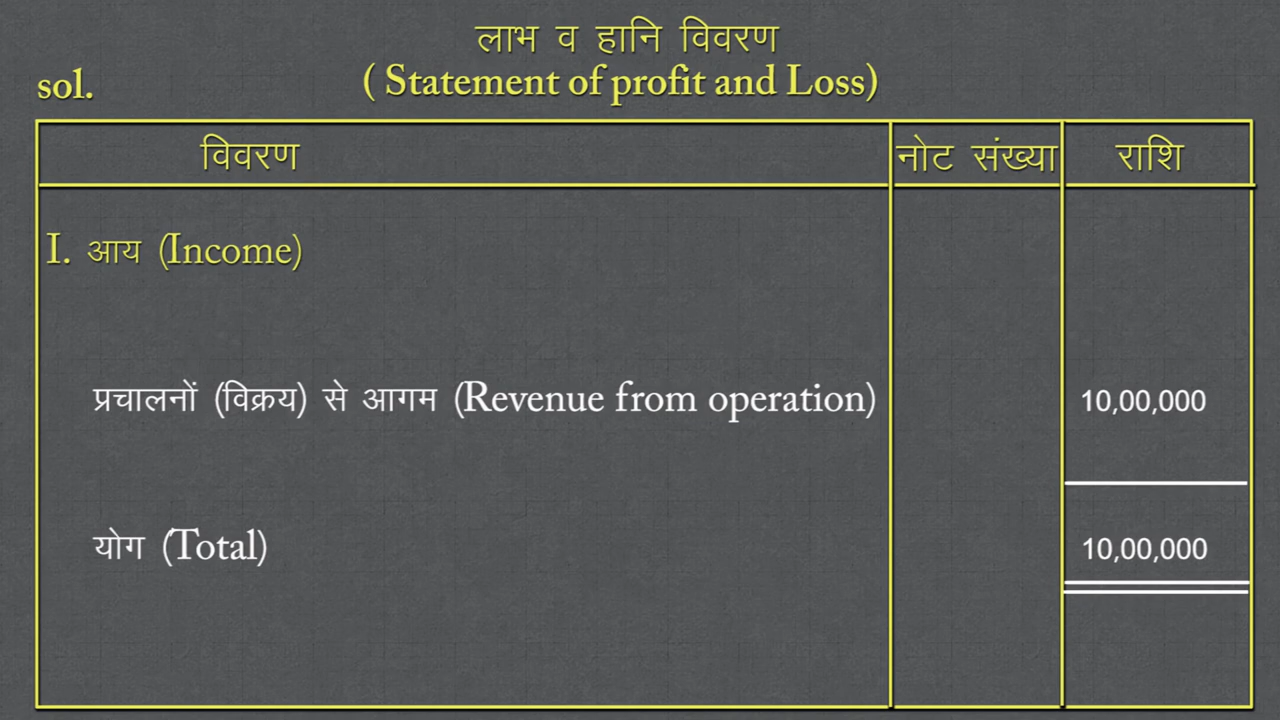 लाभ व हानि विवरण
sol. ( Statement of profit and Loss)
विवरण नोट संख्या राशि
I. आय (Income)
प्रचालनों (विक्रय) से आगम (Revenue from operation) 10,00,000
योग (Total) 10,00,000